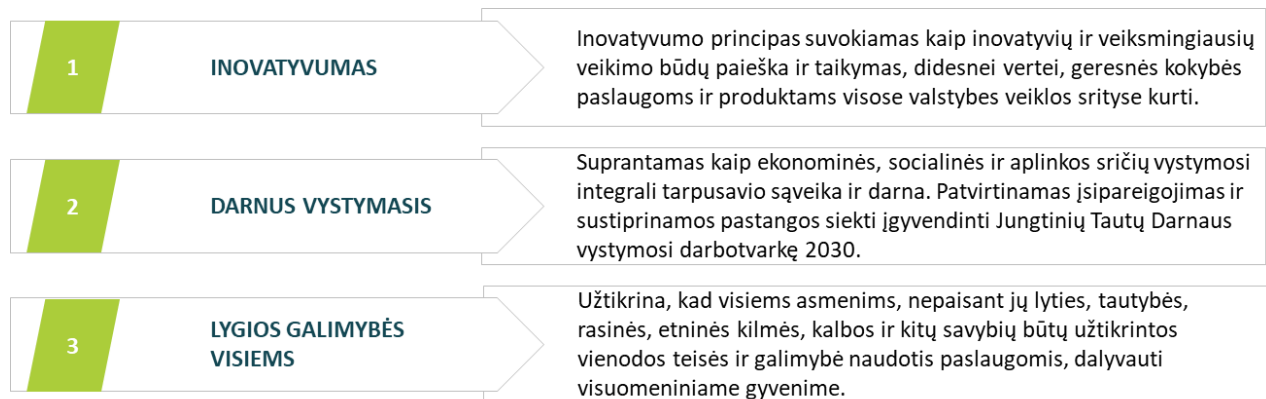 1
INOVATYVUMAS
Inovatyvumo principas suvokiamas kaip inovatyvių ir veiksmingiausių
veikimo būdų paieška ir taikymas, didesnei vertei, geresnės kokybės
paslaugoms ir produktams visose valstybes veiklos srityse kurti.
2
DARNUS VYSTYMASIS
Suprantamas kaip ekonominės, socialinės ir aplinkos sričių vystymosi
integrali tarpusavio sąveika ir darna. Patvirtinamas įsipareigojimas ir
sustiprinamos pastangos siekti įgyvendinti Jungtinių Tautų Darnaus
vystymosi darbotvarkę 2030.
3
LYGIOS GALIMYBĖS
VISIEMS
Užtikrina, kad visiems asmenims, nepaisant jų lyties, tautybės,
rasinės, etninės kilmės, kalbos ir kitų savybių būtų užtikrintos
vienodos teisės ir galimybė naudotis paslaugomis, dalyvauti
visuomeniniame gyvenime.